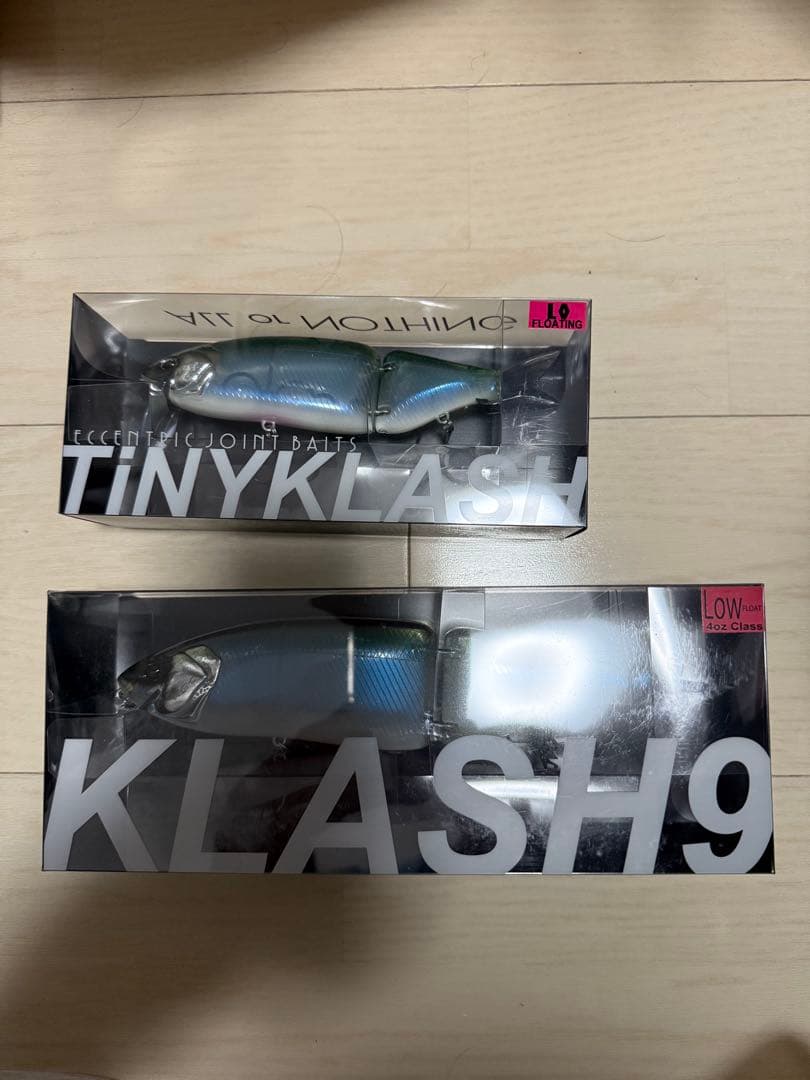 ALL or NOTHING
LO
FLOATING
ECCENTRIC JOINT BAITS
TiNYKLASH
LOW FLOAT
4oz Class
KLASH9